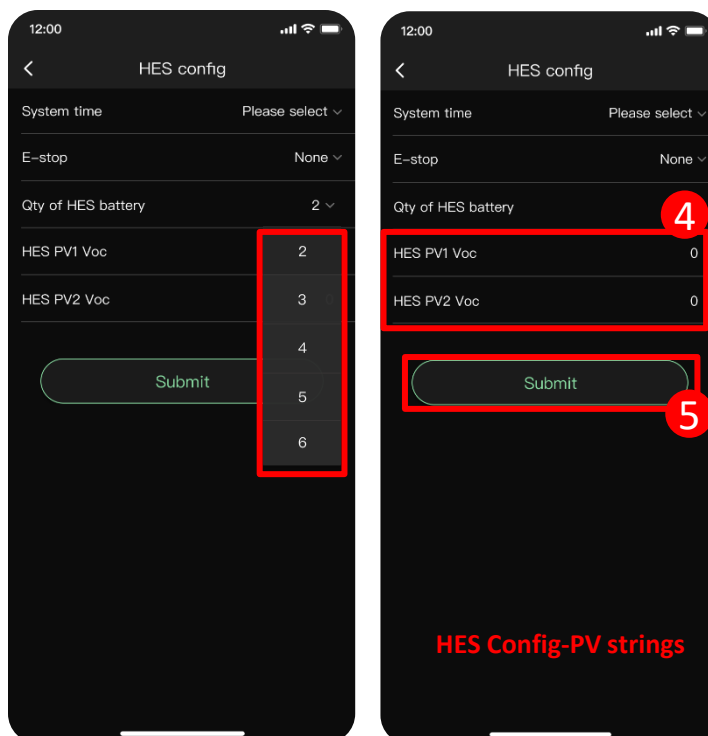 12:00
HES config
System time Please select
E-stop None
Qty of HES battery 2
HES PV1 Voc 2
HES PV2 Voc 3 0
4
Submit
5
6
12:00
HES config
System time Please select
E-stop None
Qty of HES battery
4
HES PV1 Voc 0
HES PV2 Voc 0
Submit
5
HES Config-PV strings